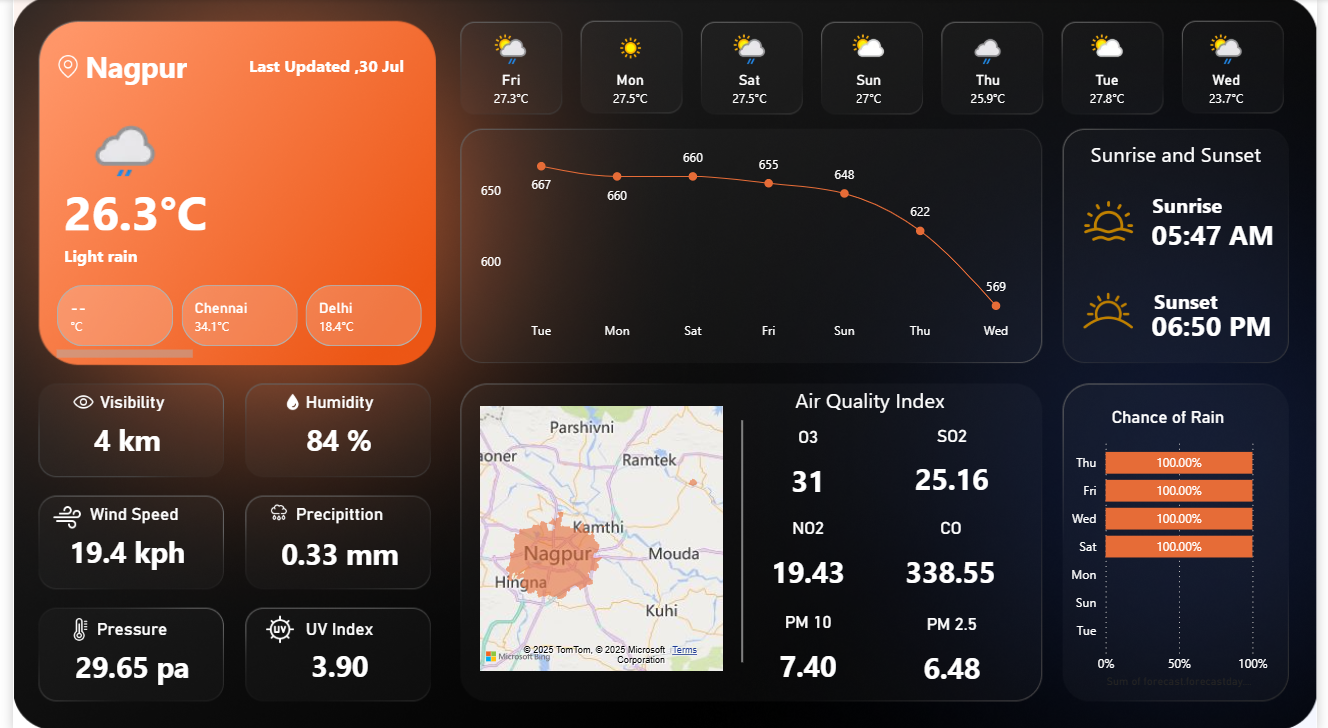 Nagpur
Last Updated ,30 Jul
26.3°C
Light rain
--
°C
Chennai
34.1°C
Delhi
18.4°C
Fri
27.3°C
Mon
27.5°C
Sat
27.5°C
Sun
27°C
Thu
25.9°C
Tue
27.8°C
Wed
23.7°C
650
600
667
660
660
655
648
622
569
Tue Mon Sat Fri Sun Thu Wed
Sunrise and Sunset
Sunrise
05:47 AM
Sunset
06:50 PM
Visibility
4 km
Humidity
84 %
Wind Speed
19.4 kph
Precipittion
0.33 mm
Pressure
29.65 pa
UV
UV Index
3.90
Parshivni
aoner
Ramtek
Kamthi
Nagpur
Mouda
Hingna
Kuhi
Microsoft Bing
© 2025 TomTom, © 2025 Microsoft Corporation
Terms
Air Quality Index
O3
31
SO2
25.16
NO2
19.43
CO
338.55
PM 10
7.40
PM 2.5
6.48
Chance of Rain
Thu 100.00%
Fri 100.00%
Wed 100.00%
Sat 100.00%
Mon
Sun
Tue
0% 50% 100%
Sum of forecast.forecastday...